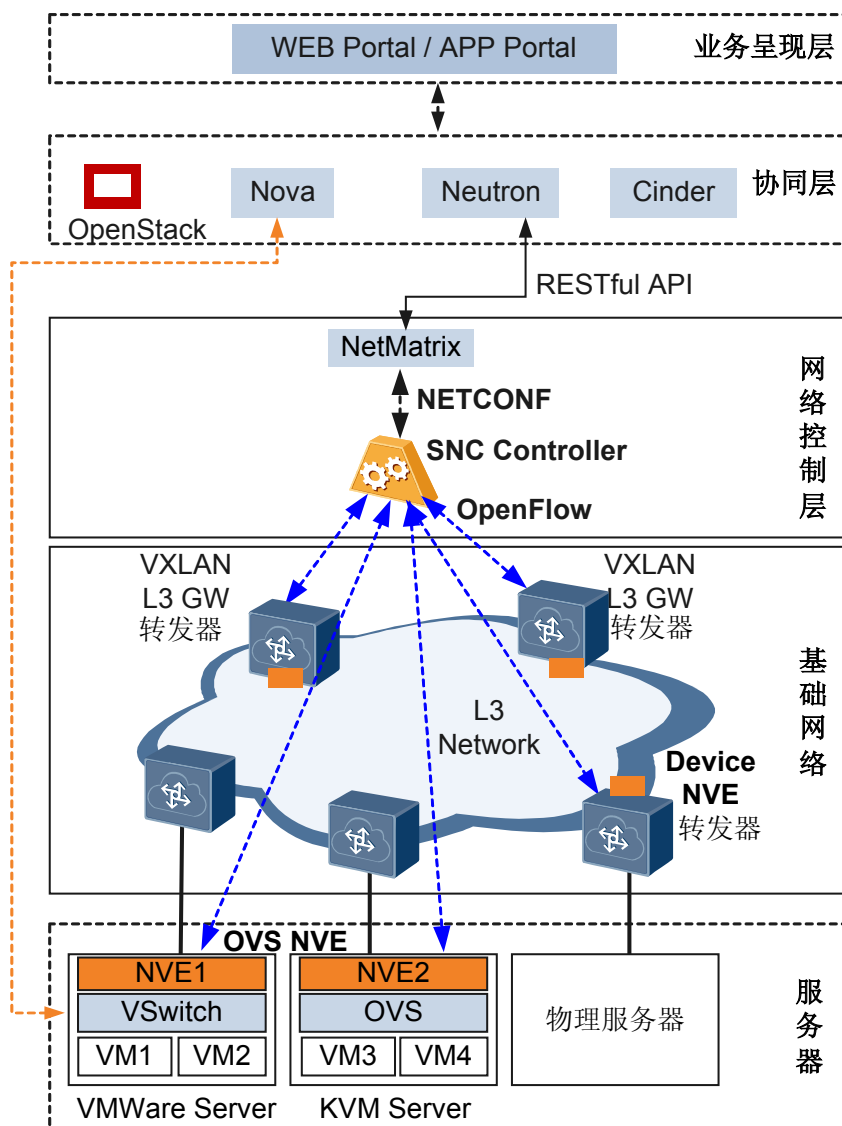 WEB Portal / APP Portal
业务呈现层
OpenStack
Nova
Neutron
Cinder
协同层
RESTful API
NetMatrix
NETCONF
SNC Controller
OpenFlow
网络控制层
VXLAN
L3 GW
转发器
VXLAN
L3 GW
转发器
L3
Network
Device
NVE
转发器
基础网络
OVS NVE
NVE1
VSwitch
VM1
VM2
VMWare Server
NVE2
OVS
VM3
VM4
KVM Server
物理服务器
服务器